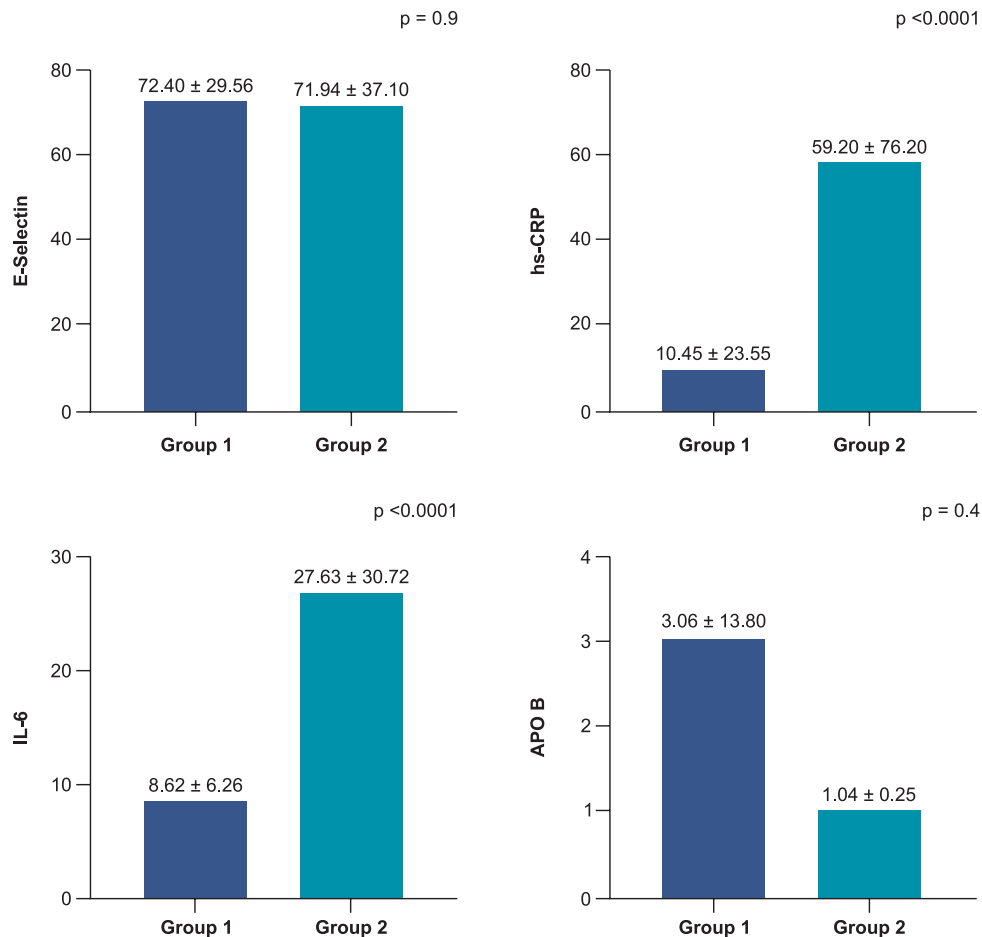 p = 0.9
80
60
40
20
0
E-Selectin
72.40 ± 29.56
71.94 ± 37.10
Group 1
Group 2
p <0.0001
80
60
40
20
0
hs-CRP
10.45 ± 23.55
59.20 ± 76.20
Group 1
Group 2
p <0.0001
30
20
10
0
IL-6
8.62 ± 6.26
27.63 ± 30.72
Group 1
Group 2
p = 0.4
4
3
2
1
0
APO B
3.06 ± 13.80
1.04 ± 0.25
Group 1
Group 2